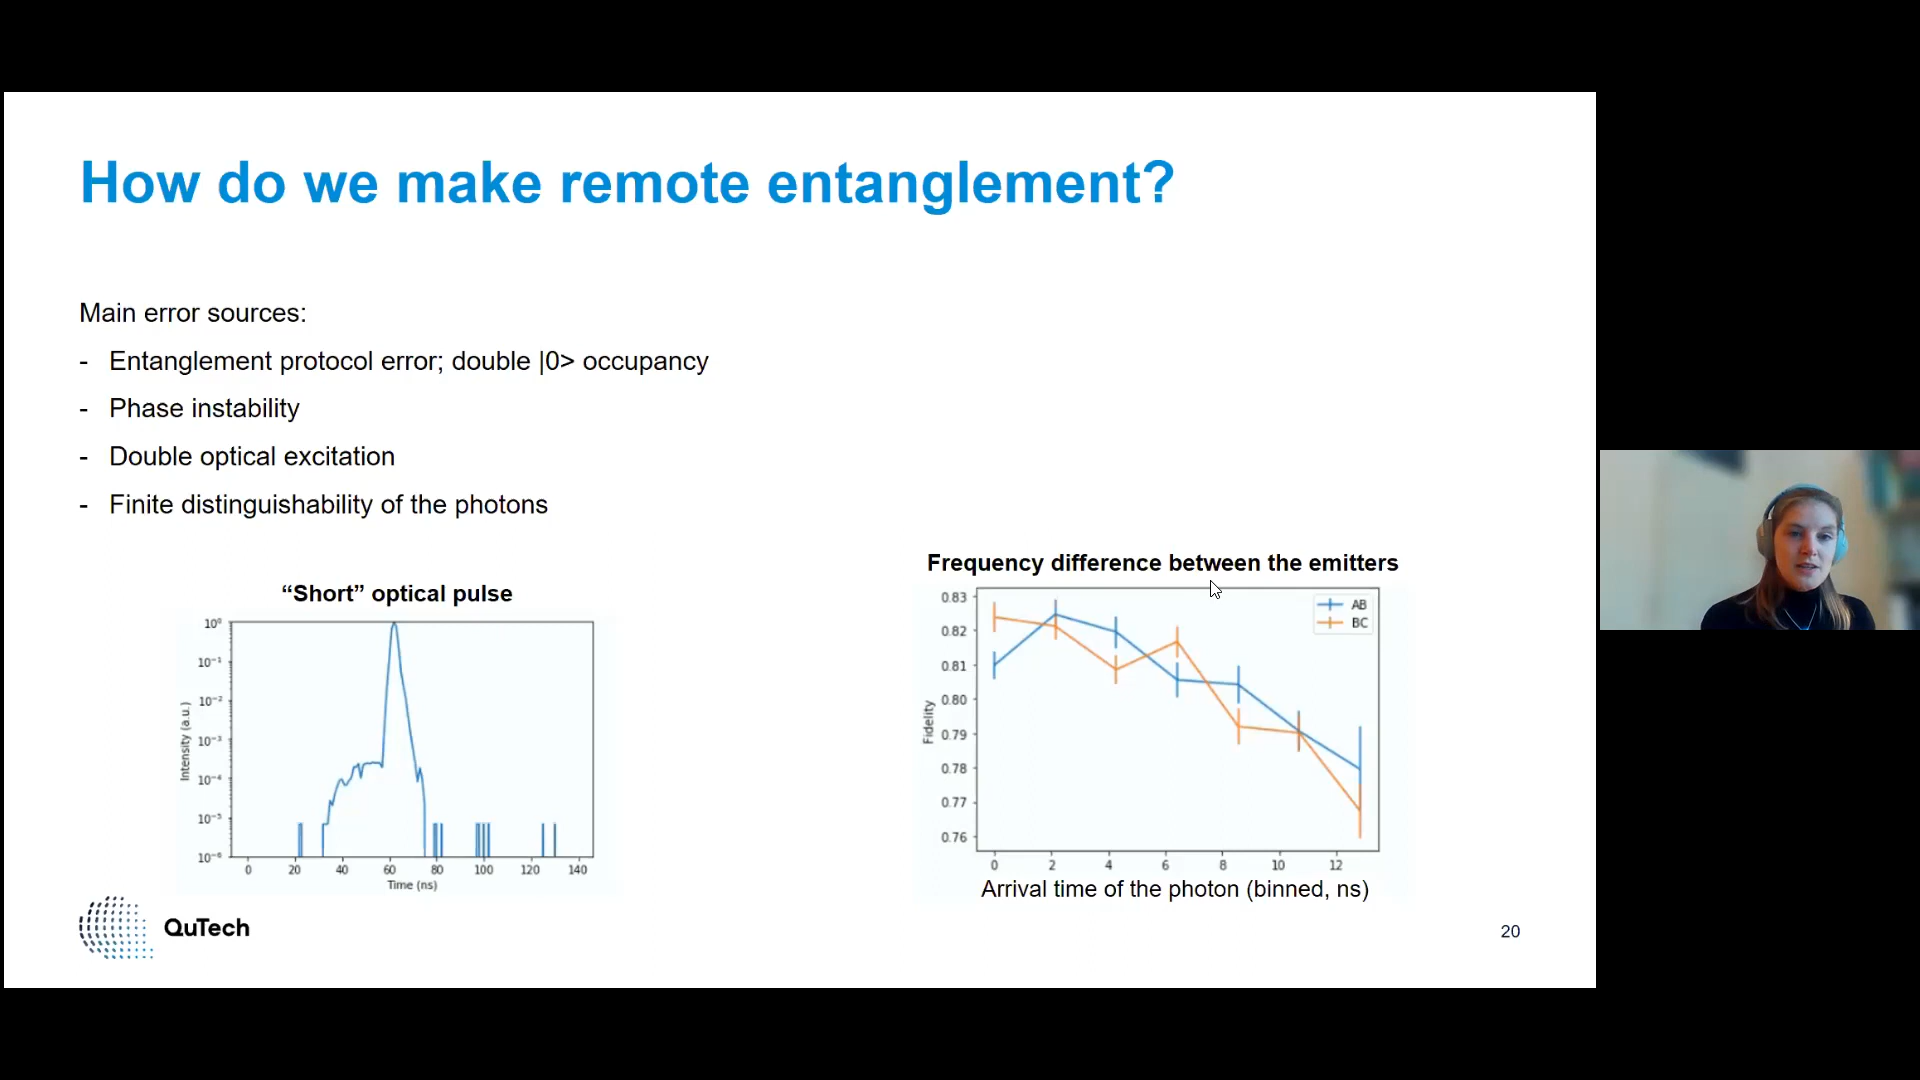 How do we make remote entanglement?
Main error sources:
- Entanglement protocol error; double |0> occupancy
- Phase instability
- Double optical excitation
- Finite distinguishability of the photons
“Short” optical pulse
10⁰
10⁻¹
10⁻²
10⁻³
10⁻⁴
10⁻⁵
10⁻⁶
Intensity (a.u.)
0 20 40 60 80 100 120 140
Time (ns)
Frequency difference between the emitters
AB
BC
0.83
0.82
0.81
0.80
0.79
0.78
0.77
0.76
Fidelity
0 2 4 6 8 10 12
Arrival time of the photon (binned, ns)
QuTech
20